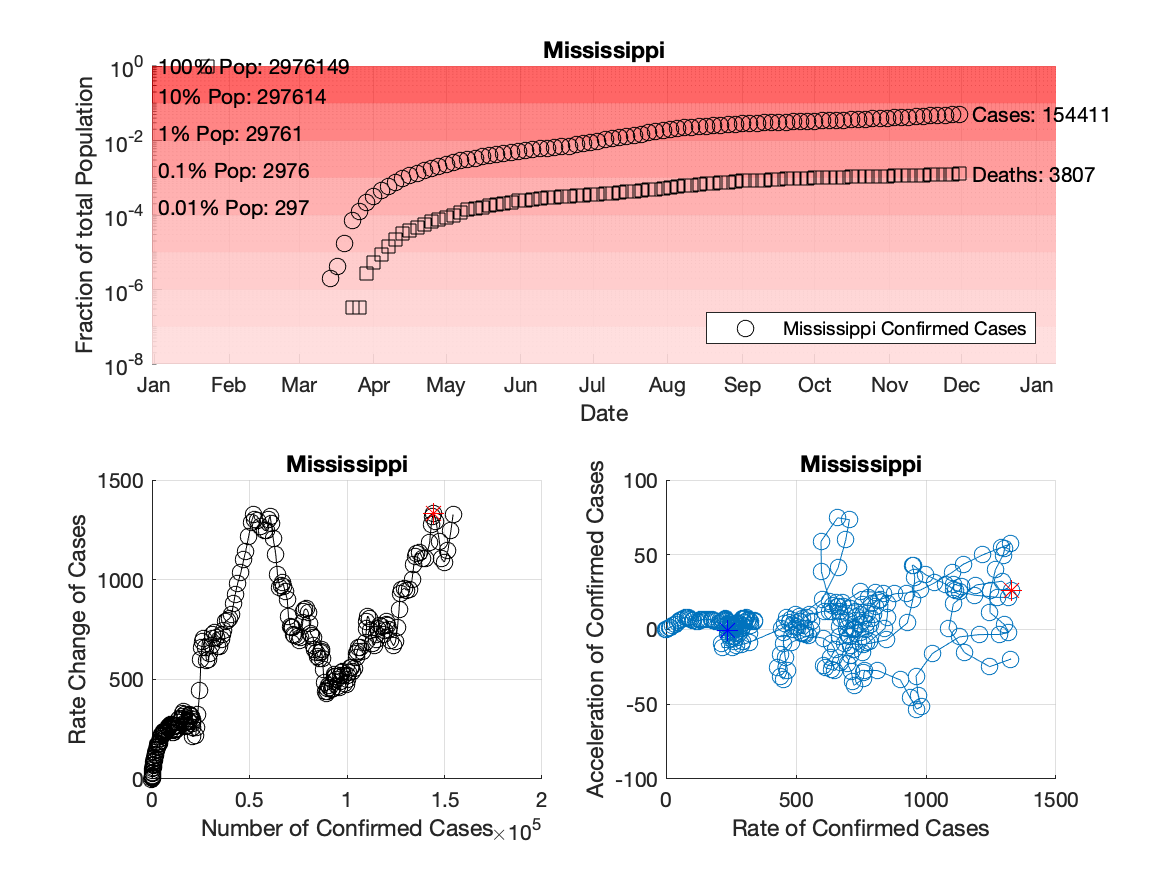 Mississippi
10^0
100% Pop: 2976149
10% Pop: 297614
10^-2
1% Pop: 29761
0.1% Pop: 2976
10^-4
0.01% Pop: 297
10^-6
10^-8
Fraction of total Population
Cases: 154411
Deaths: 3807
Mississippi Confirmed Cases
Jan Feb Mar Apr May Jun Jul Aug Sep Oct Nov Dec Jan
Date
Mississippi
1500
1000
500
0
Rate Change of Cases
0 0.5 1 1.5 2
Number of Confirmed Cases
×10^5
Mississippi
100
50
0
-50
-100
Acceleration of Confirmed Cases
0 500 1000 1500
Rate of Confirmed Cases